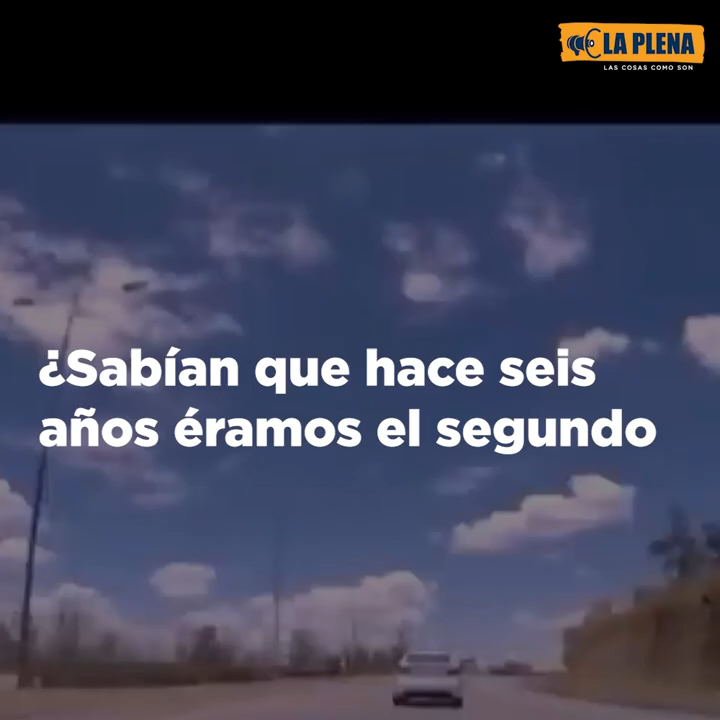 LA PLENA
LAS COSAS COMO SON
¿Sabían que hace seis
años éramos el segundo